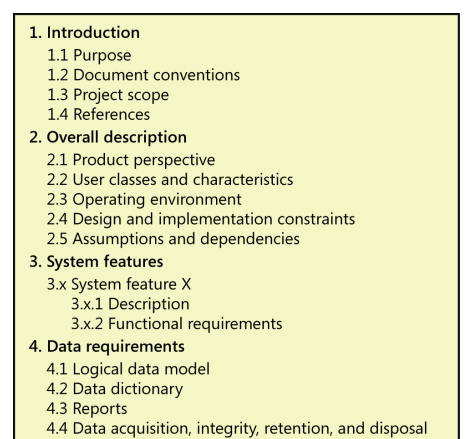 1. Introduction
1.1 Purpose
1.2 Document conventions
1.3 Project scope
1.4 References
2. Overall description
2.1 Product perspective
2.2 User classes and characteristics
2.3 Operating environment
2.4 Design and implementation constraints
2.5 Assumptions and dependencies
3. System features
3.x System feature X
3.x.1 Description
3.x.2 Functional requirements
4. Data requirements
4.1 Logical data model
4.2 Data dictionary
4.3 Reports
4.4 Data acquisition, integrity, retention, and disposal